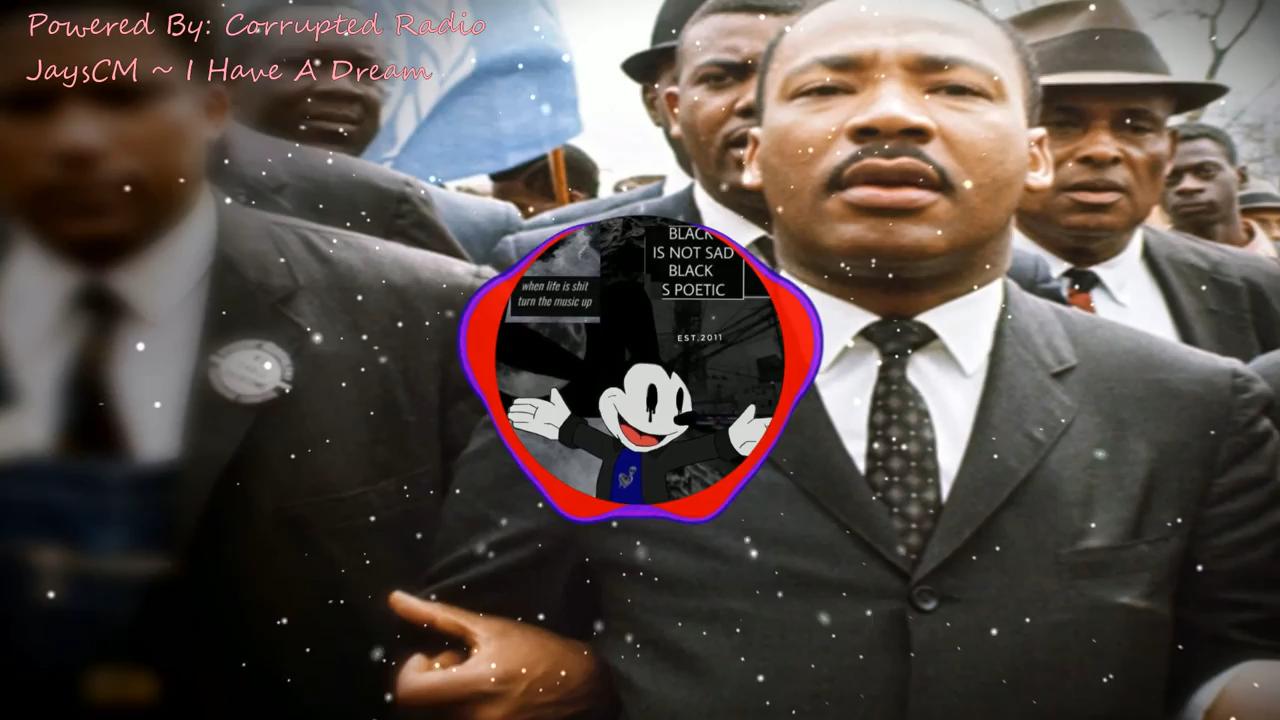 Powered By: Corrupted Radio
JaysCM ~ I Have A Dream
BLACK
IS NOT SAD
BLACK
S POETIC
when life is shit
turn the music up
EST.2011